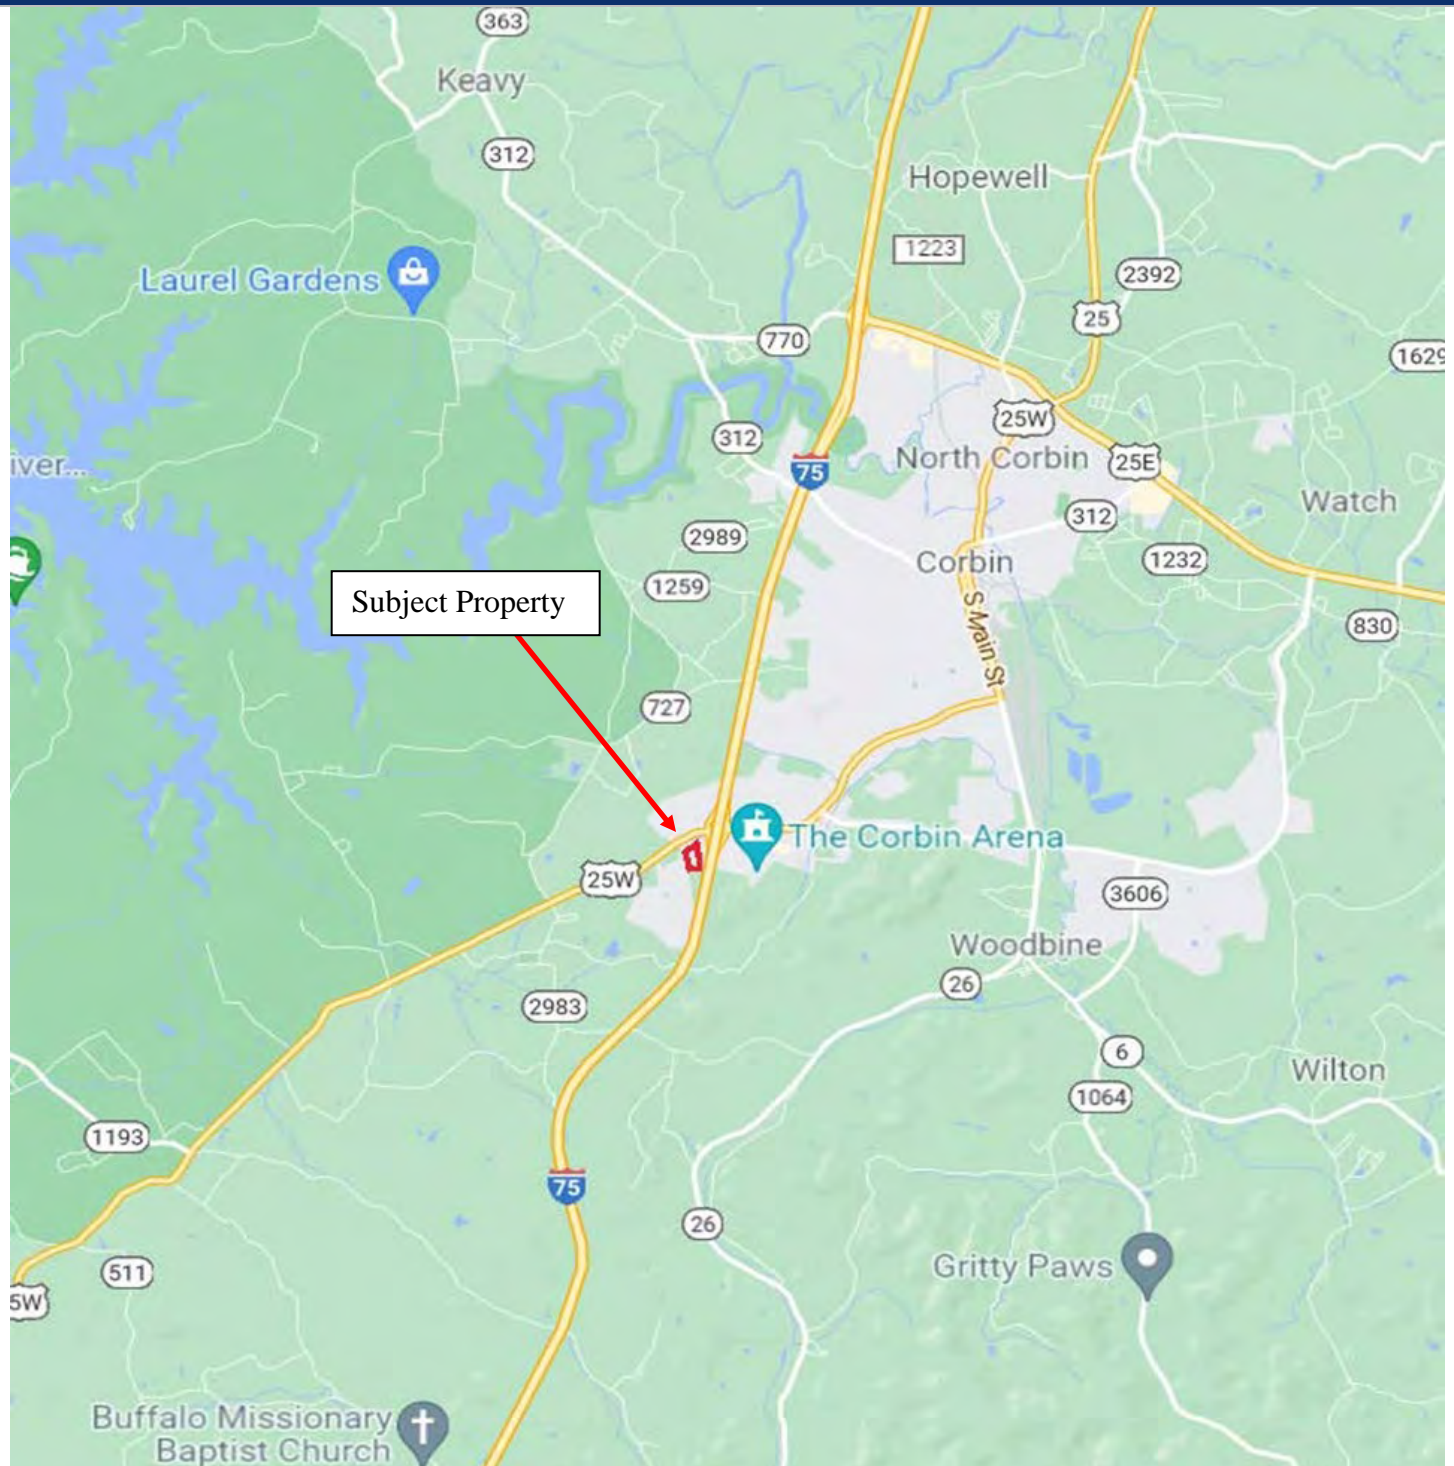 363
Keavy
312
Hopewell
1223
Laurel Gardens
2392
25
770
1629
25W
312
North Corbin
25E
iver...
75
Watch
312
2989
Corbin
1232
1259
Subject Property
S Main St
830
727
The Corbin Arena
25W
3606
Woodbine
26
2983
6
Wilton
1064
1193
75
26
Gritty Paws
511
5W
Buffalo Missionary
Baptist Church